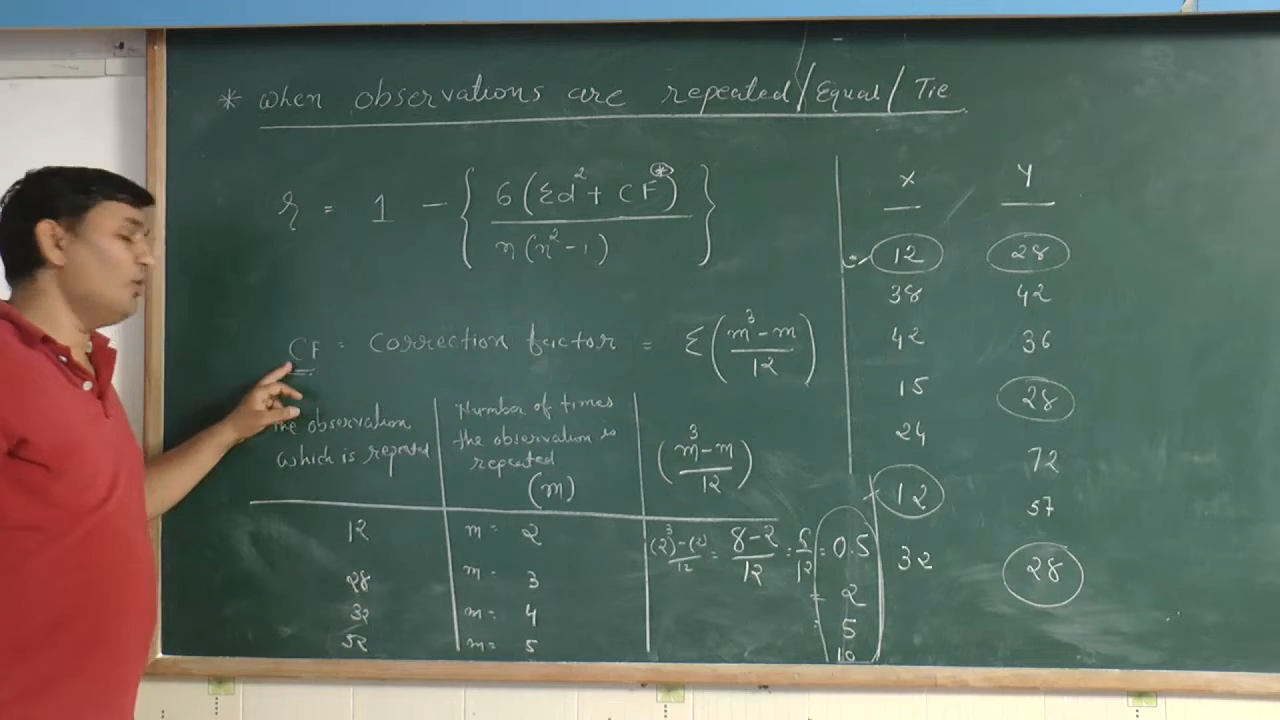 * when observations are repeated/Equal/Tie
r = 1 - { 6(Σd² + CF*) / n(n²-1) }
CF = Correction factor = Σ(m³-m / 12)
the observation which is repeated | Number of times the observation is repeated (m) | (m³-m / 12)
12 | m = 2 | (2)³-(2) / 12 = 8-2 / 12 = 6/12 = 0.5
28 | m = 3 | = 2
32 | m = 4 | = 5
52 | m = 5 | 10
x y
12 28
38 42
42 36
15 28
24 72
12 57
32 28